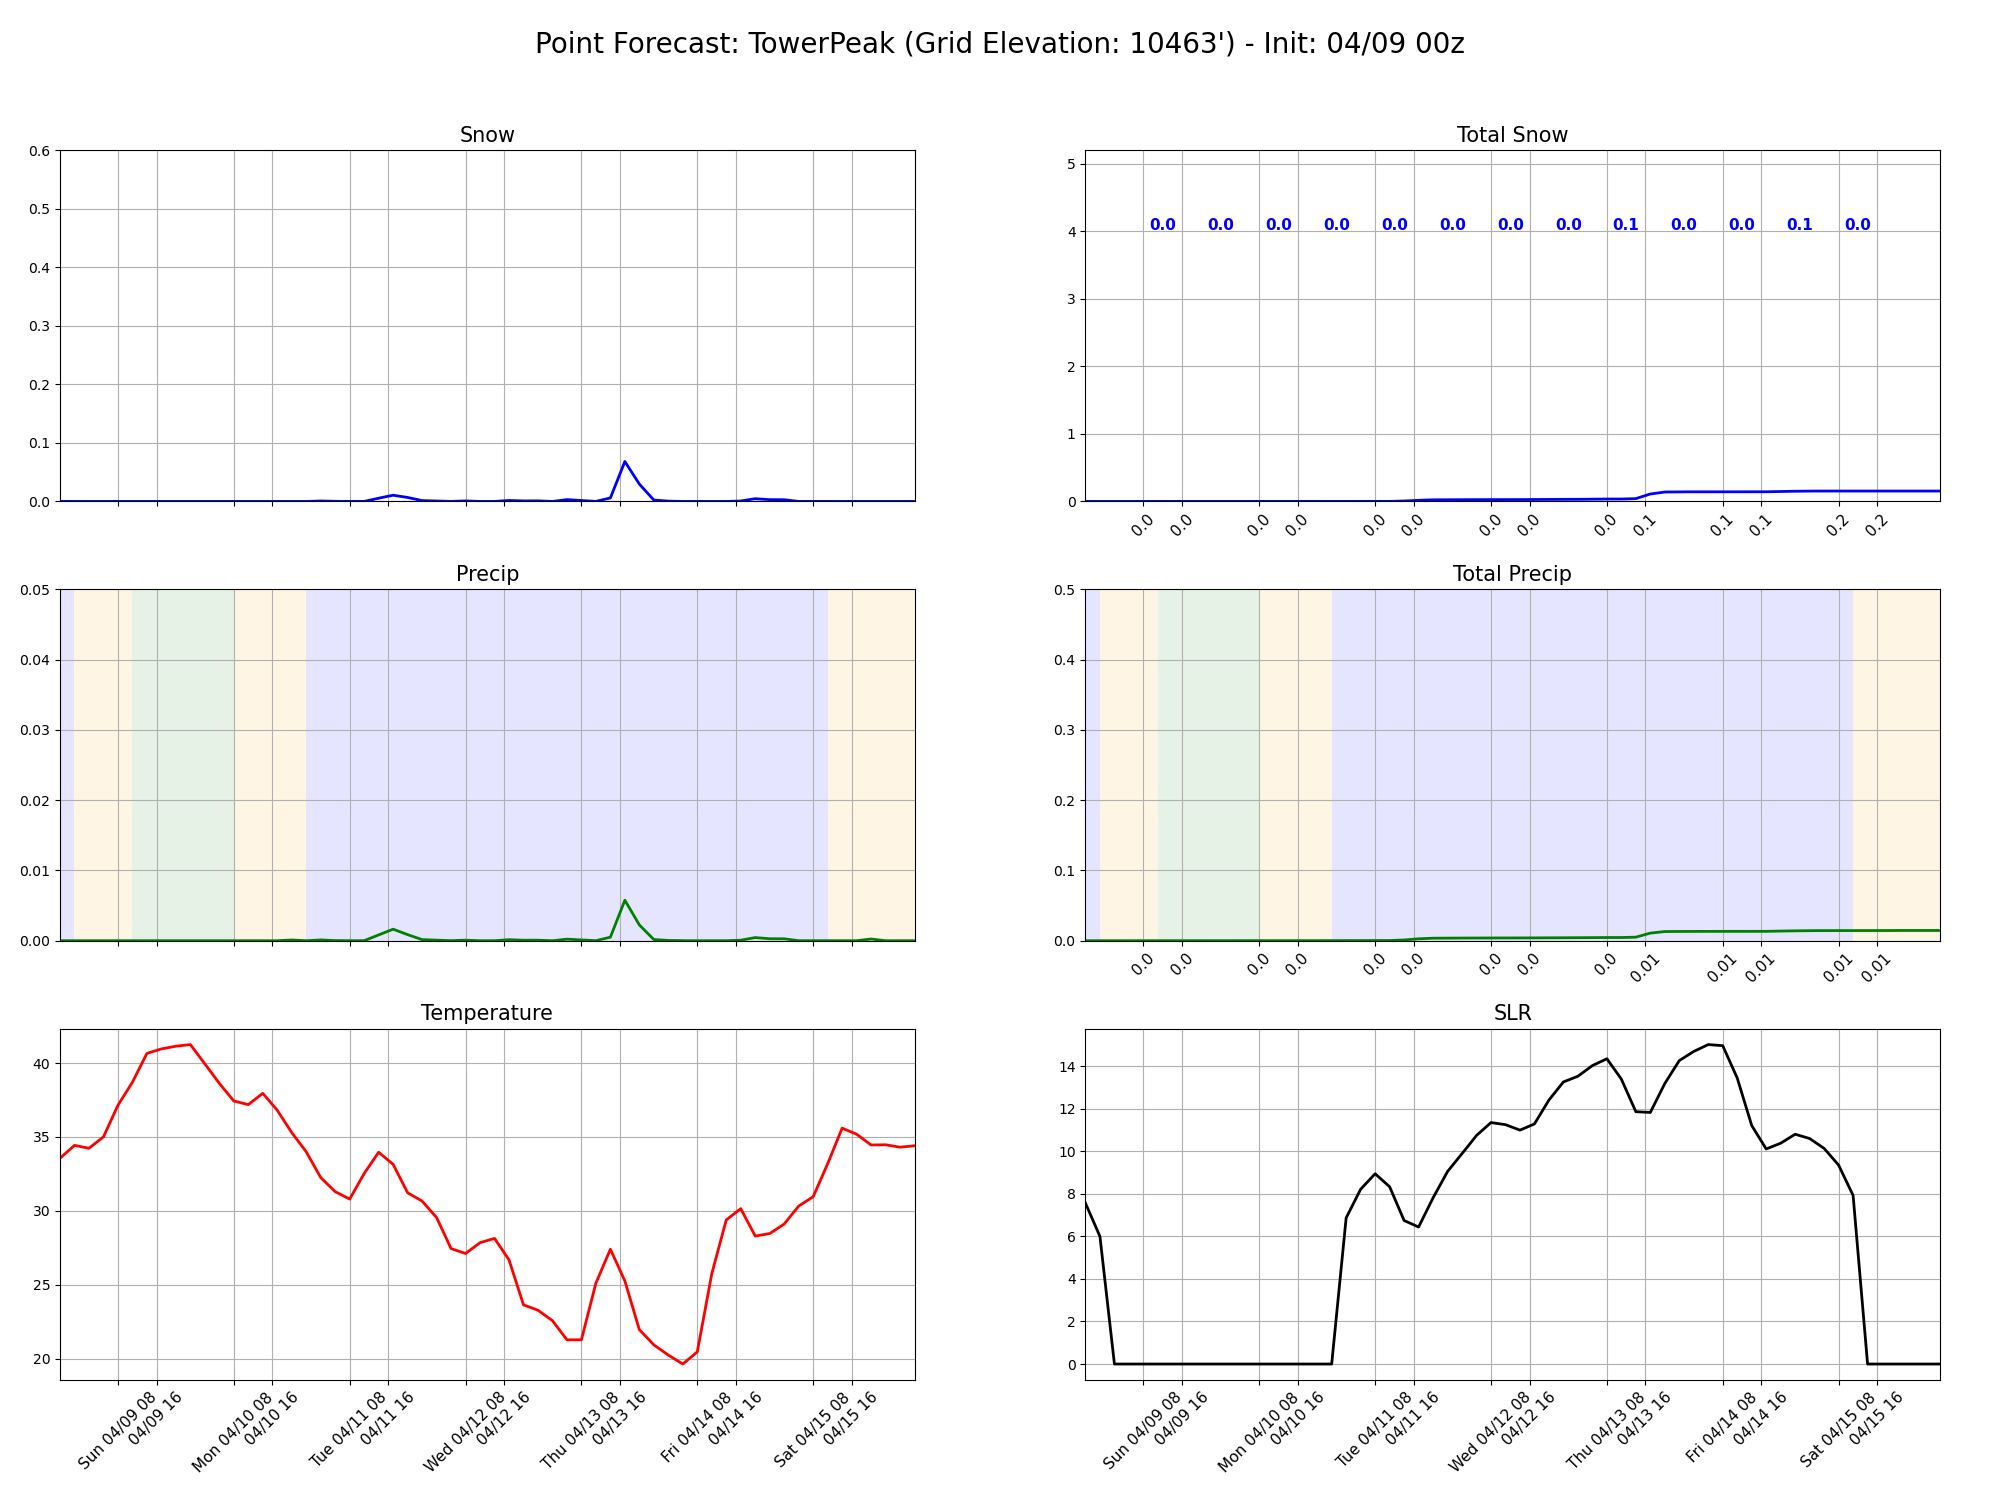 Point Forecast: TowerPeak (Grid Elevation: 10463') - Init: 04/09 00z
Snow
0.6
0.5
0.4
0.3
0.2
0.1
0.0
Total Snow
5
4
3
2
1
0
0.0 0.0 0.0 0.0 0.0 0.0 0.0 0.0 0.1 0.0 0.0 0.1 0.0
0.0 0.0 0.0 0.0 0.0 0.0 0.0 0.0 0.0 0.1 0.1 0.1 0.2 0.2
Precip
0.05
0.04
0.03
0.02
0.01
0.00
Total Precip
0.5
0.4
0.3
0.2
0.1
0.0
0.0 0.0 0.0 0.0 0.0 0.0 0.0 0.0 0.0 0.01 0.01 0.01 0.01 0.01
Temperature
40
35
30
25
20
Sun 04/09 08
04/09 16
Mon 04/10 08
04/10 16
Tue 04/11 08
04/11 16
Wed 04/12 08
04/12 16
Thu 04/13 08
04/13 16
Fri 04/14 08
04/14 16
Sat 04/15 08
04/15 16
SLR
14
12
10
8
6
4
2
0
Sun 04/09 08
04/09 16
Mon 04/10 08
04/10 16
Tue 04/11 08
04/11 16
Wed 04/12 08
04/12 16
Thu 04/13 08
04/13 16
Fri 04/14 08
04/14 16
Sat 04/15 08
04/15 16